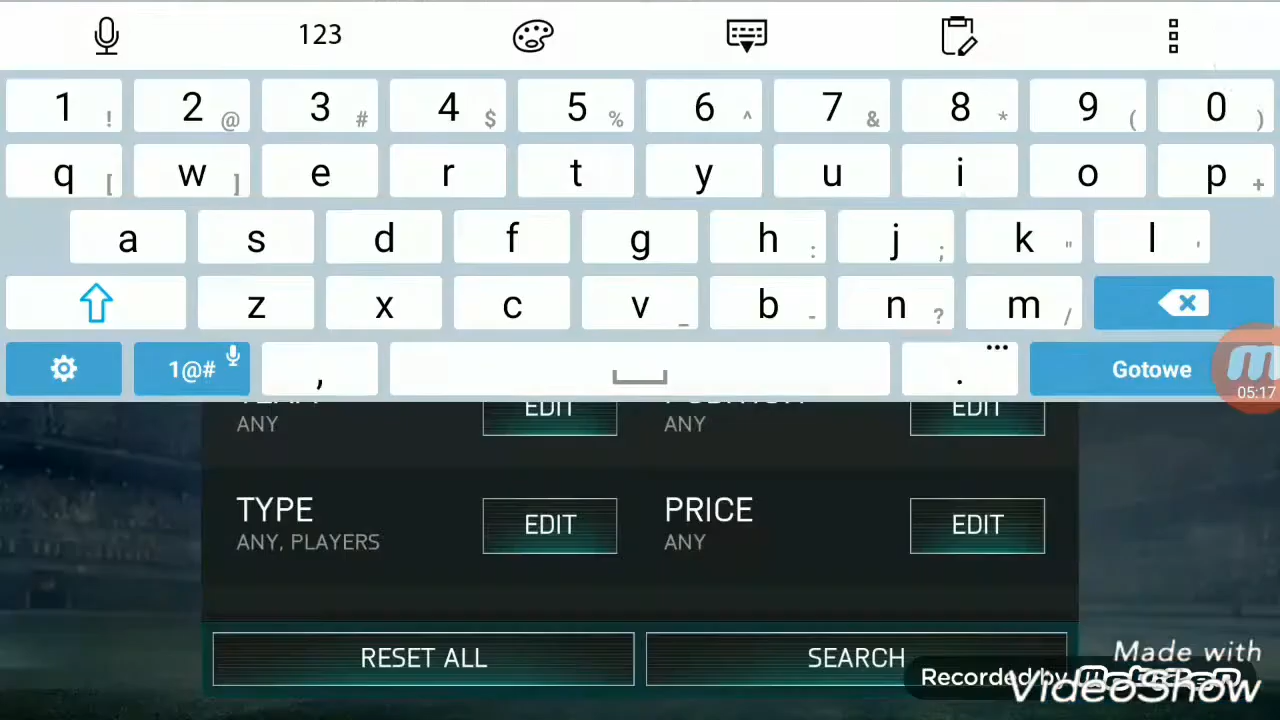 123
1 ! 2 @ 3 # 4 $ 5 % 6 ^ 7 & 8 * 9 ( 0 )
q [ w ] e r t y u i o p +
a s d f g h : j ; k " l '
z x c v _ b - n ? m /
1@# , . ... Gotowe
05:17
EDIT EDIT
ANY ANY
TYPE EDIT PRICE EDIT
ANY, PLAYERS ANY
RESET ALL SEARCH
Made with
Recorded by
VideoShow